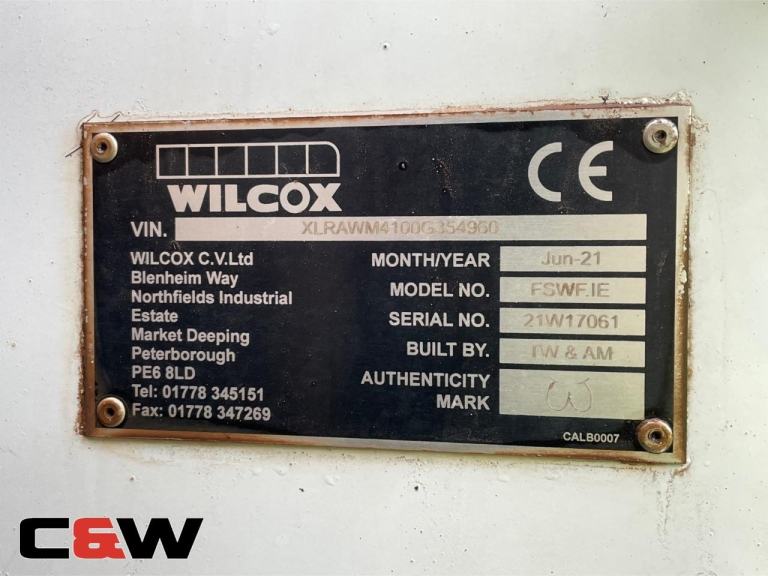 WILCOX
CE
VIN. XLRAWM4100G354960
WILCOX C.V.Ltd
Blenheim Way
Northfields Industrial
Estate
Market Deeping
Peterborough
PE6 8LD
Tel: 01778 345151
Fax: 01778 347269
MONTH/YEAR Jun-21
MODEL NO. FSWF.IE
SERIAL NO. 21W17061
BUILT BY. IW & AM
AUTHENTICITY
MARK W
CALB0007
C&W